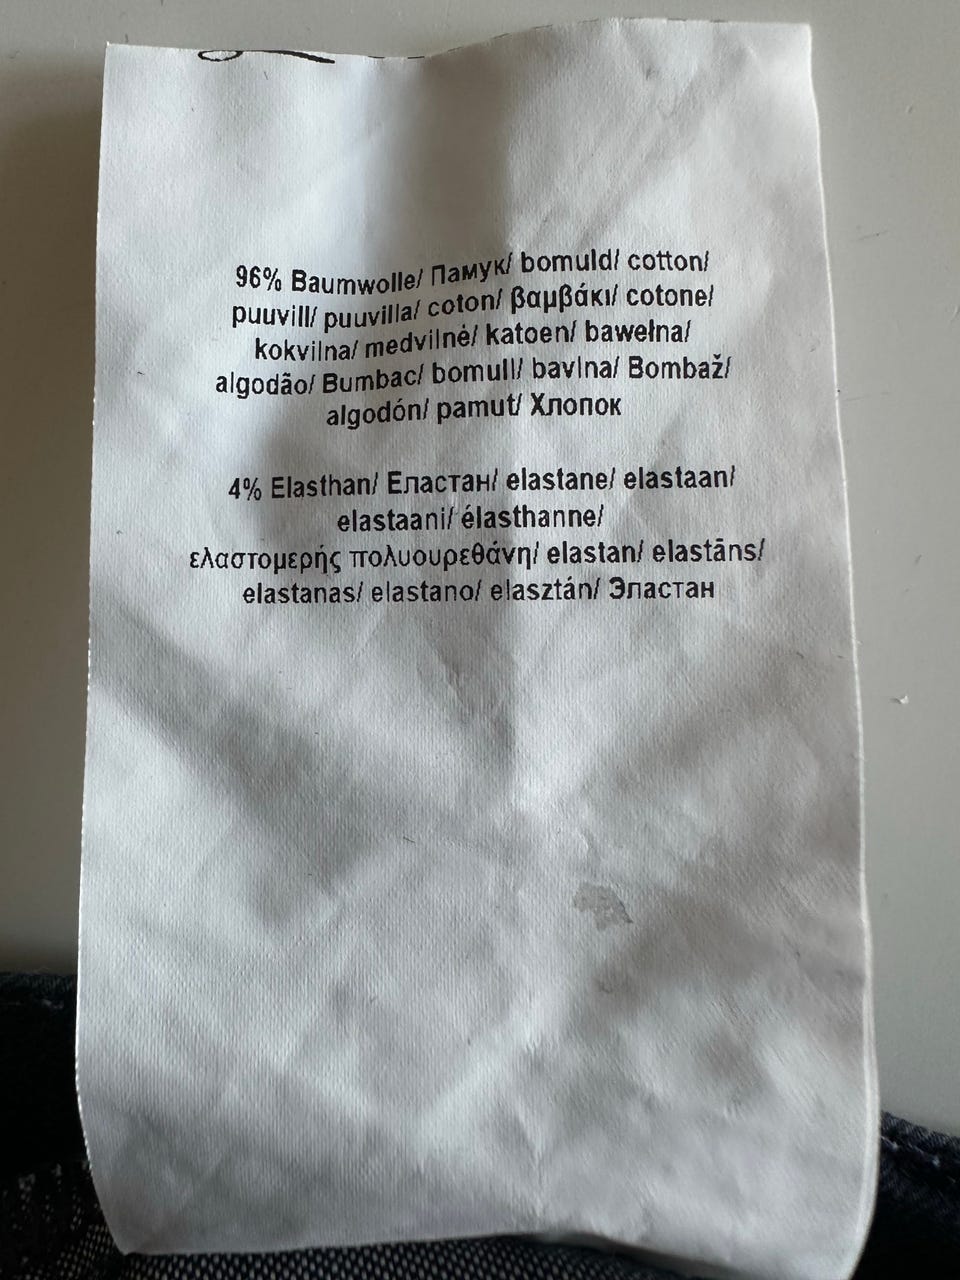 96% Baumwolle/ Памук/ bomuld/ cotton/
puuvill/ puuvilla/ coton/ βαμβάκι/ cotone/
kokvilna/ medvilnė/ katoen/ bawełna/
algodão/ Bumbac/ bomull/ bavlna/ Bombaž/
algodón/ pamut/ Хлопок
4% Elasthan/ Еластан/ elastane/ elastaan/
elastaani/ élasthanne/
ελαστομερής πολυουρεθάνη/ elastan/ elastāns/
elastanas/ elastano/ elasztán/ Эластан